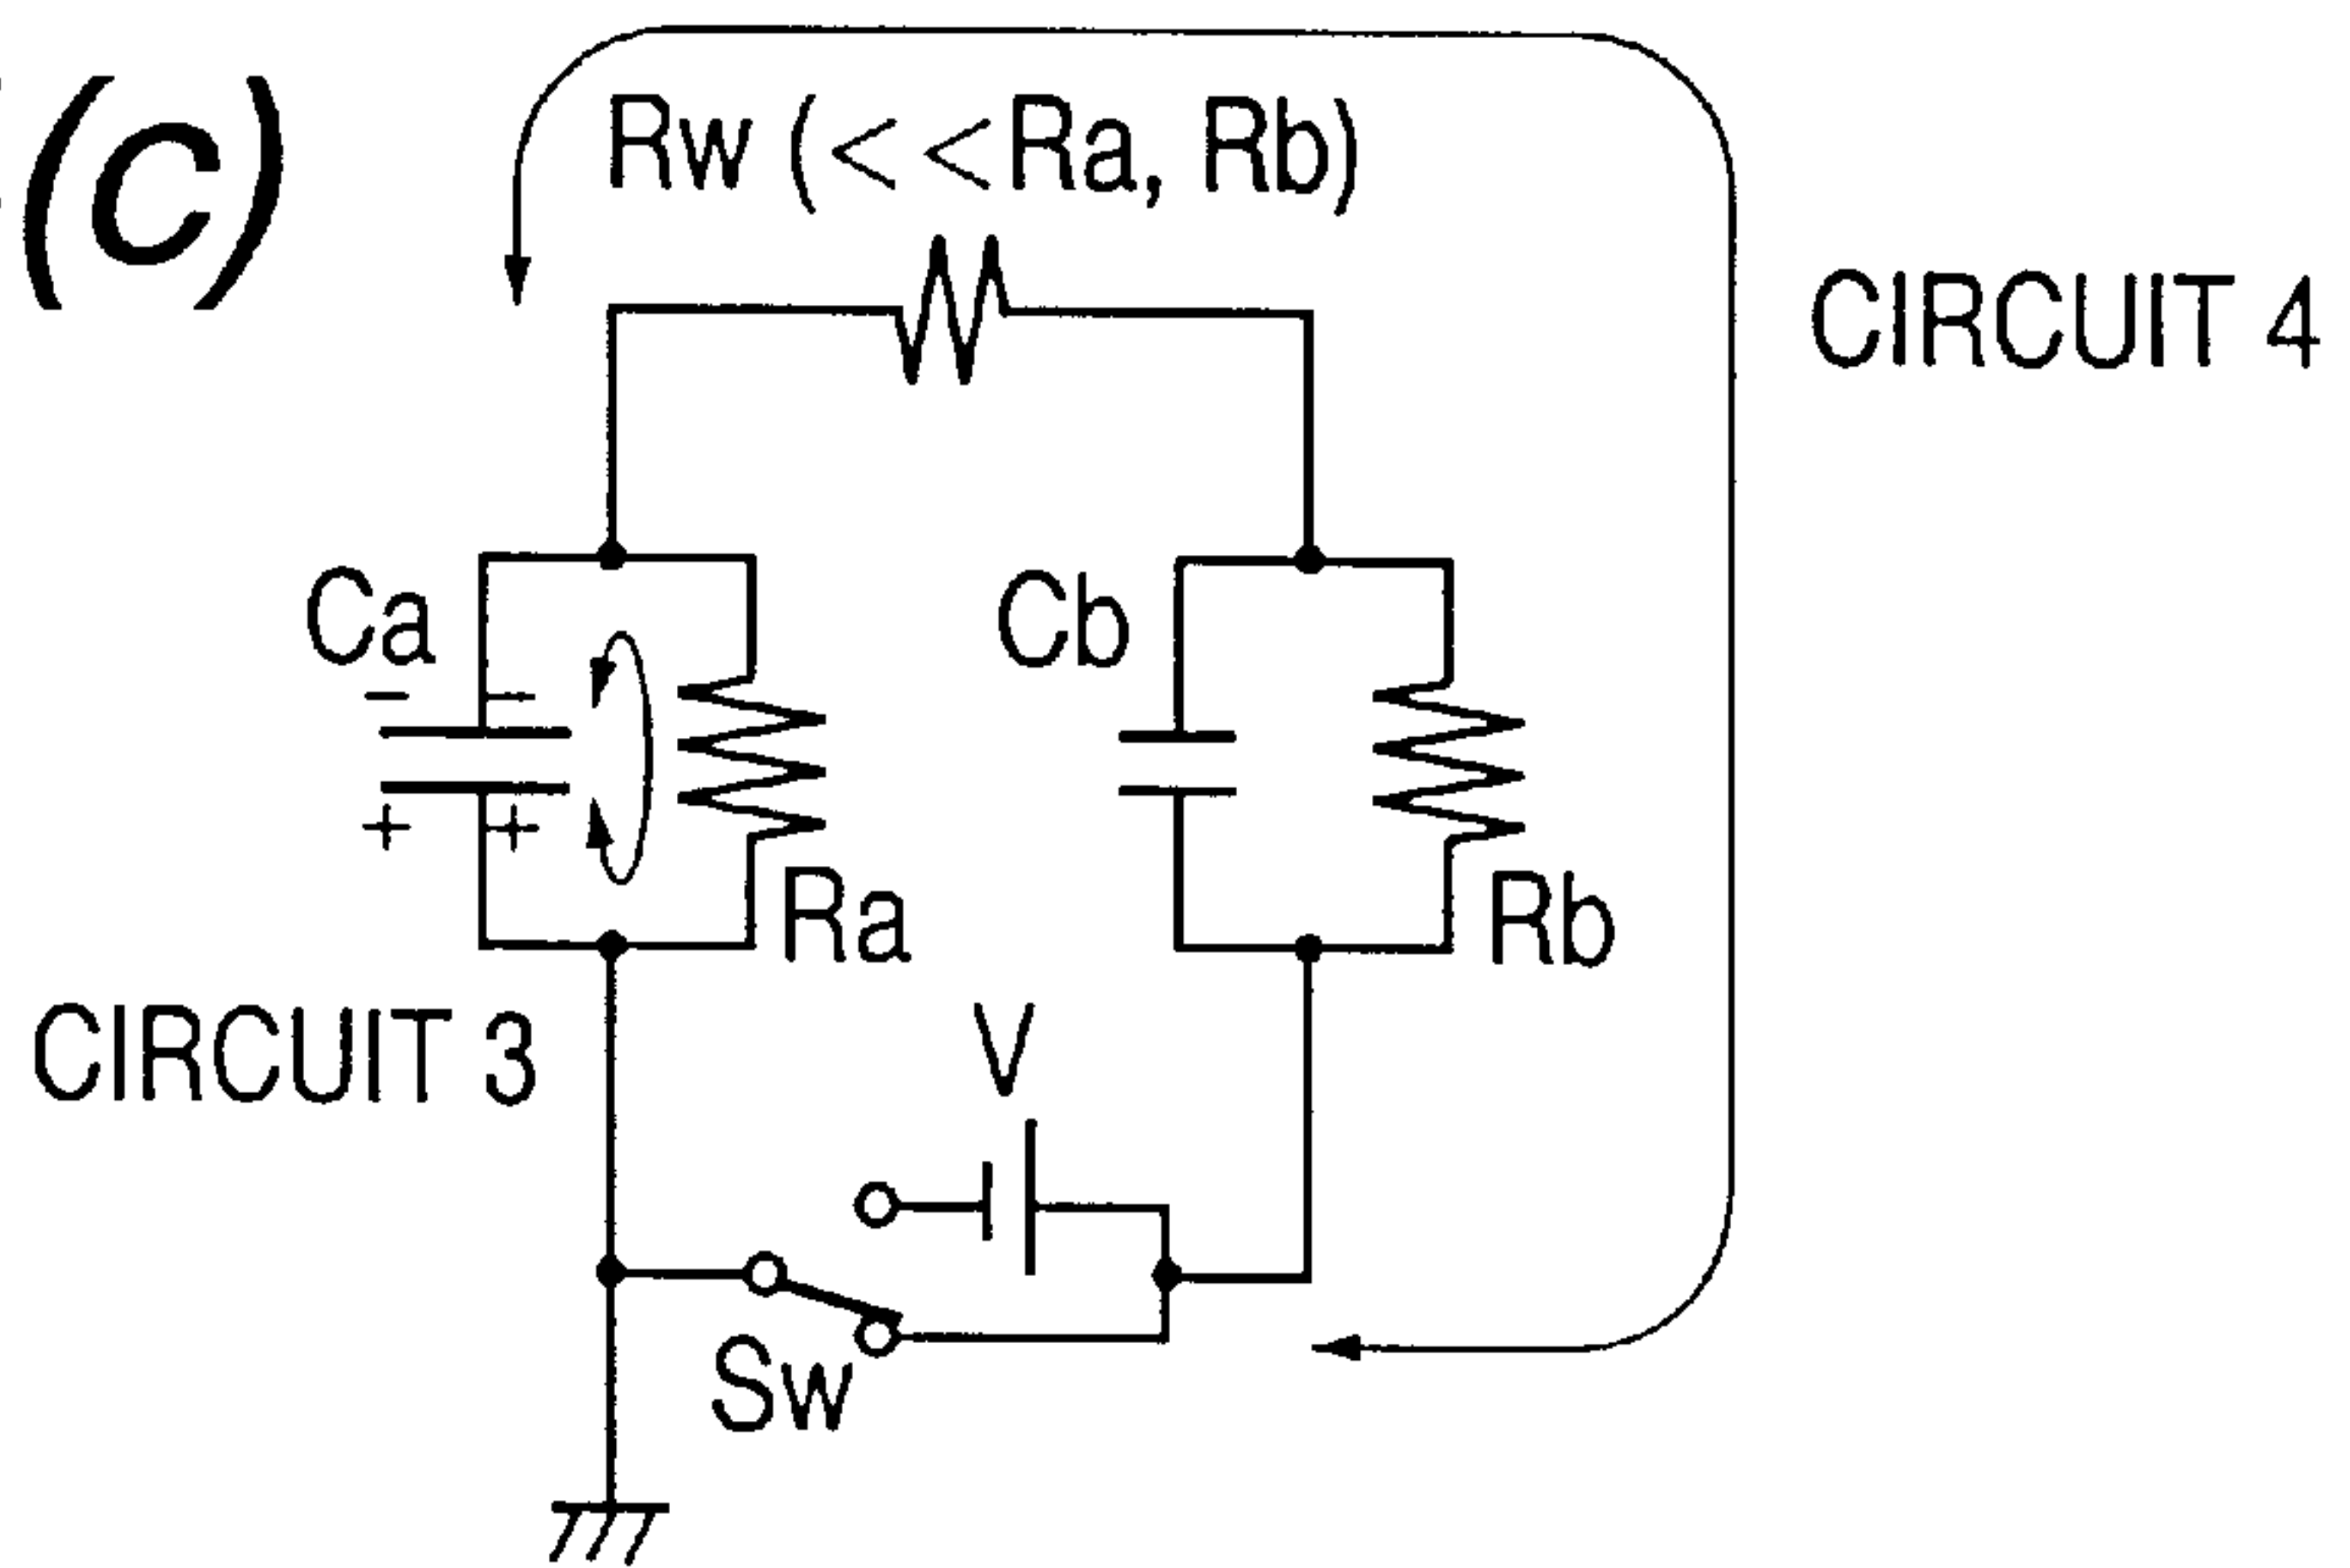 (c)
Rw (<<Ra, Rb)
CIRCUIT 4
Ca
Cb
− −
+ +
Ra
Rb
CIRCUIT 3
V
Sw